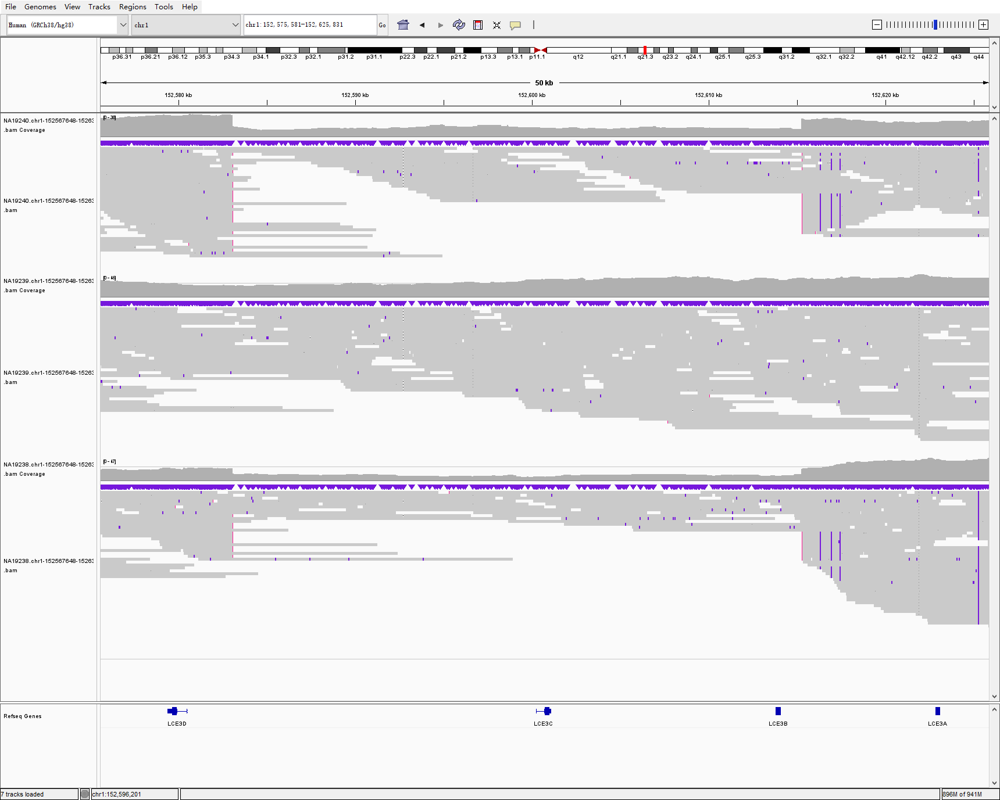 File Genomes View Tracks Regions Tools Help
Human (GRCh38/hg38) chr1 chr1:152,575,581-152,625,831 Go
p36.31 p36.21 p36.12 p35.3 p34.3 p34.1 p32.3 p32.1 p31.2 p31.1 p22.3 p22.1 p21.2 p13.3 p13.1 p11.1 q12 q21.1 q21.3 q23.2 q24.1 q25.1 q25.3 q31.2 q32.1 q32.2 q41 q42.12 q42.2 q43 q44
50 kb
152,580 kb 152,590 kb 152,600 kb 152,610 kb 152,620 kb
NA19240.chr1-152567648-15263
.bam Coverage
[0 - 38]
NA19240.chr1-152567648-15263
.bam
NA19239.chr1-152567648-15263
.bam Coverage
[0 - 46]
NA19239.chr1-152567648-15263
.bam
NA19238.chr1-152567648-15263
.bam Coverage
[0 - 47]
NA19238.chr1-152567648-15263
.bam
Refseq Genes
LCE3D LCE3C LCE3B LCE3A
7 tracks loaded chr1:152,596,201 896M of 941M